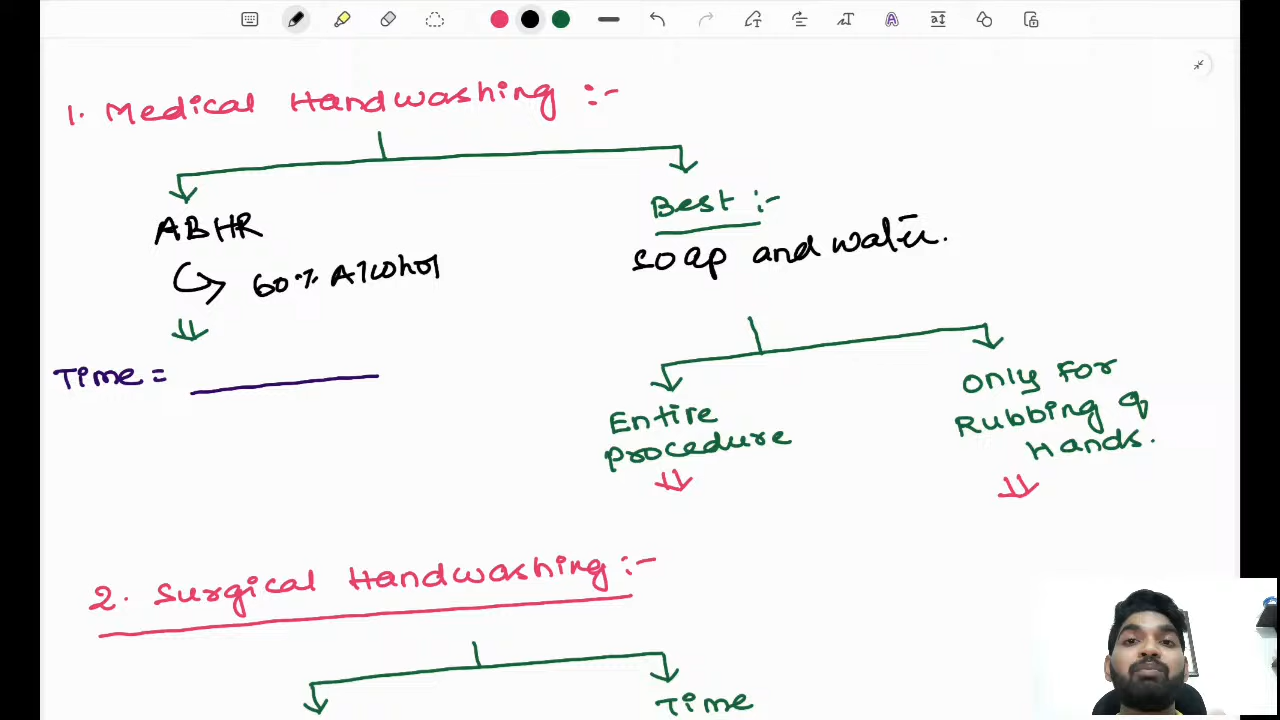 1. Medical Handwashing :-
ABHR
60% Alcohol
Time =
Best :-
soap and water.
Entire
procedure
only for
Rubbing of
Hands.
2. Surgical Handwashing :-
Time